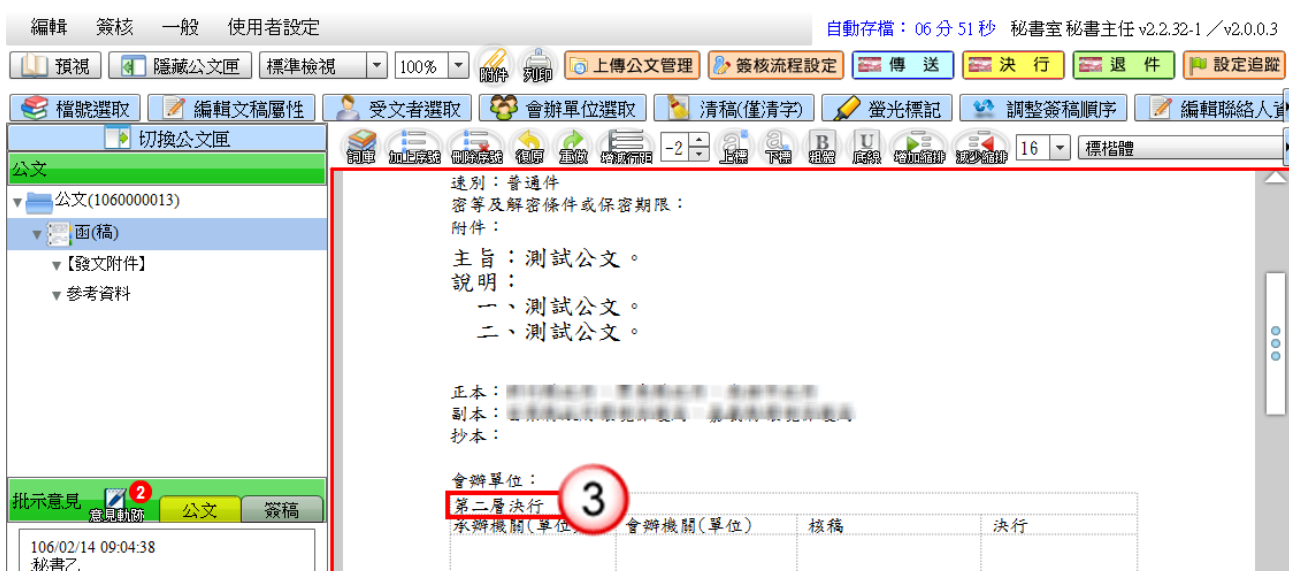 編輯 簽核 一般 使用者設定 自動存檔：06 分 51 秒 秘書室 秘書主任 v2.2.32-1 ／v2.0.0.3
預視 隱藏公文匣 標準檢視 100% 附件 列印 上傳公文管理 簽核流程設定 傳 送 決 行 退 件 設定追蹤
檔號選取 編輯文稿屬性 受文者選取 會辦單位選取 清稿(僅清字) 螢光標記 調整簽稿順序 編輯聯絡人
切換公文匣
詞庫 加上序號 刪除序號 復原 重做 增減行距 -2 上標 下標 粗體 底線 增加縮排 減少縮排 16 標楷體
公文
公文(1060000013)
函(稿)
【發文附件】
參考資料
速別：普通件
密等及解密條件或保密期限：
附件：
主旨：測試公文。
說明：
一、測試公文。
二、測試公文。
正本：
副本：
抄本：
會辦單位：
第二層決行
3
承辦機關(單位 會辦機關(單位) 核稿 決行
批示意見 意見軌跡 2 公文 簽稿
106/02/14 09:04:38
秘書乙